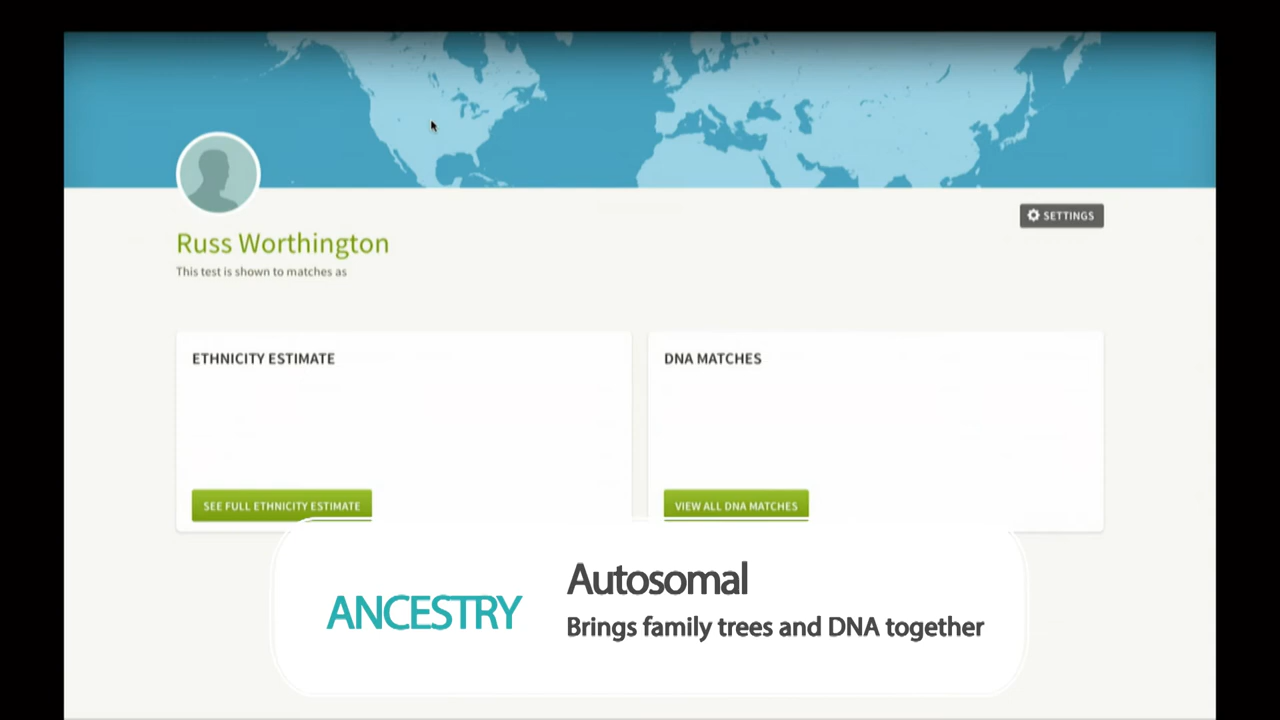 SETTINGS
Russ Worthington
This test is shown to matches as
ETHNICITY ESTIMATE
DNA MATCHES
SEE FULL ETHNICITY ESTIMATE
VIEW ALL DNA MATCHES
ANCESTRY
Autosomal
Brings family trees and DNA together